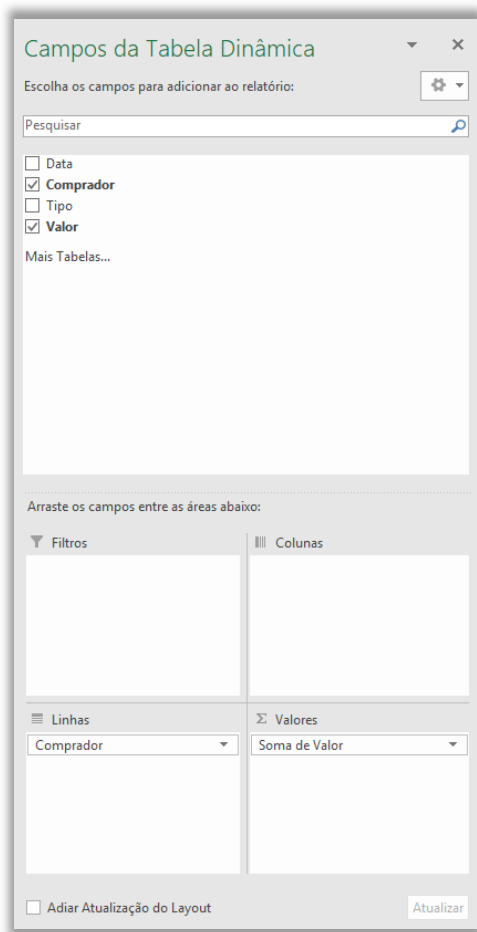 Campos da Tabela Dinâmica
Escolha os campos para adicionar ao relatório:
Pesquisar
Data
Comprador
Tipo
Valor
Mais Tabelas...
Arraste os campos entre as áreas abaixo:
Filtros
Colunas
Linhas
Σ Valores
Comprador
Soma de Valor
Adiar Atualização do Layout
Atualizar